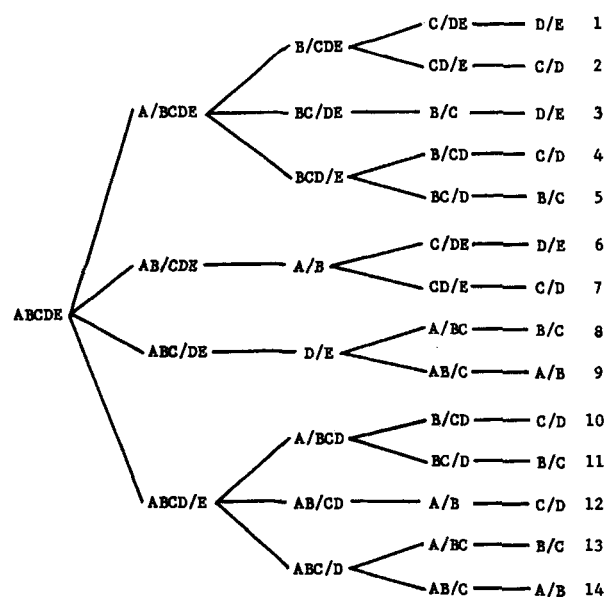 C/DE D/E 1
B/CDE
CD/E C/D 2
A/BCDE BC/DE B/C D/E 3
B/CD C/D 4
BCD/E
BC/D B/C 5
C/DE D/E 6
AB/CDE A/B
CD/E C/D 7
ABCDE
A/BC B/C 8
ABC/DE D/E
AB/C A/B 9
B/CD C/D 10
A/BCD
BC/D B/C 11
ABCD/E AB/CD A/B C/D 12
A/BC B/C 13
ABC/D
AB/C A/B 14